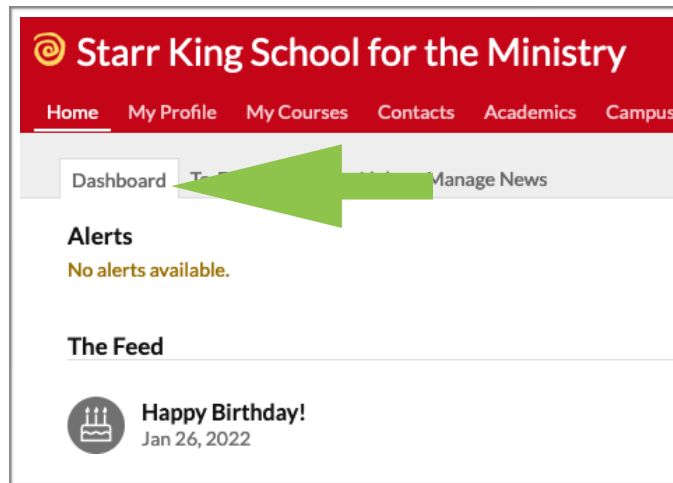 Starr King School for the Ministry
Home My Profile My Courses Contacts Academics Campus
Dashboard Manage News
Alerts
No alerts available.
The Feed
Happy Birthday!
Jan 26, 2022